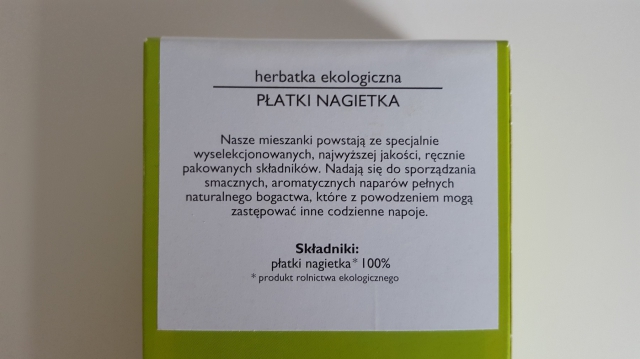 herbatka ekologiczna
PŁATKI NAGIETKA
Nasze mieszanki powstają ze specjalnie
wyselekcjonowanych, najwyższej jakości, ręcznie
pakowanych składników. Nadają się do sporządzania
smacznych, aromatycznych naparów pełnych
naturalnego bogactwa, które z powodzeniem mogą
zastępować inne codzienne napoje.
Składniki:
płatki nagietka* 100%
* produkt rolnictwa ekologicznego